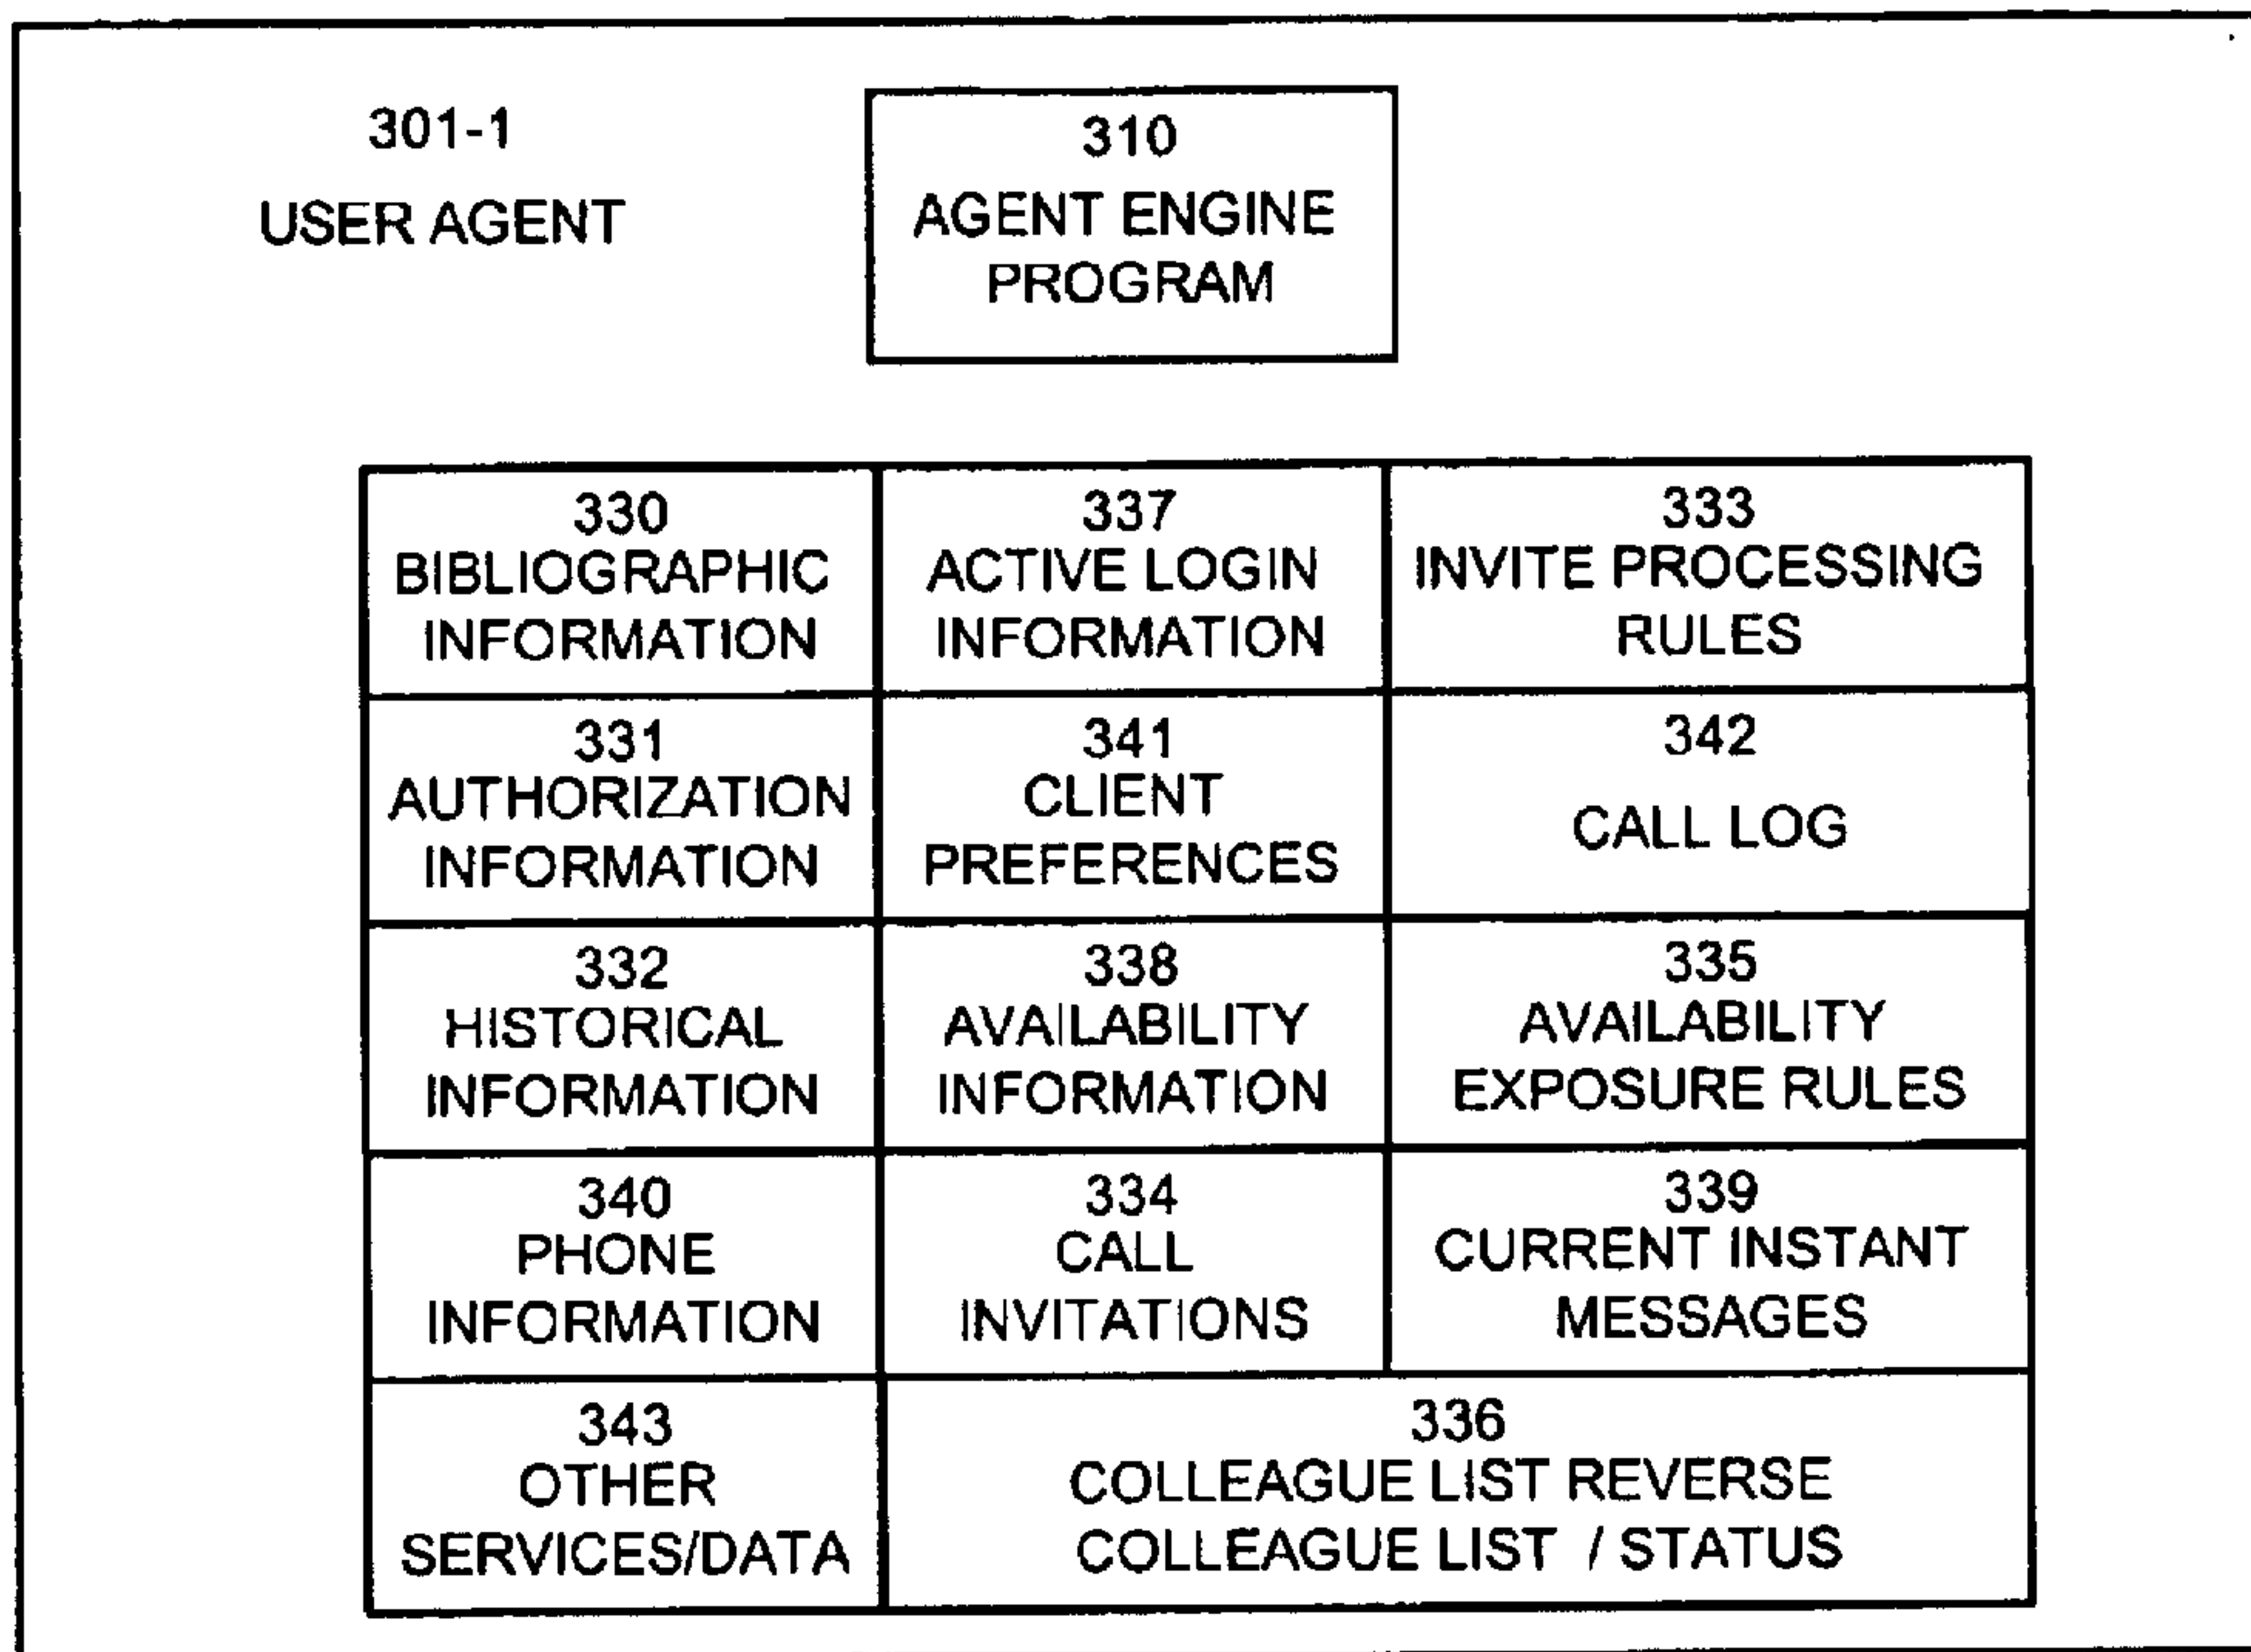 301-1
USER AGENT
310
AGENT ENGINE
PROGRAM
330
BIBLIOGRAPHIC
INFORMATION
337
ACTIVE LOGIN
INFORMATION
333
INVITE PROCESSING
RULES
331
AUTHORIZATION
INFORMATION
341
CLIENT
PREFERENCES
342
CALL LOG
332
HISTORICAL
INFORMATION
338
AVAILABILITY
INFORMATION
335
AVAILABILITY
EXPOSURE RULES
340
PHONE
INFORMATION
334
CALL
INVITATIONS
339
CURRENT INSTANT
MESSAGES
343
OTHER
SERVICES/DATA
336
COLLEAGUE LIST REVERSE
COLLEAGUE LIST / STATUS